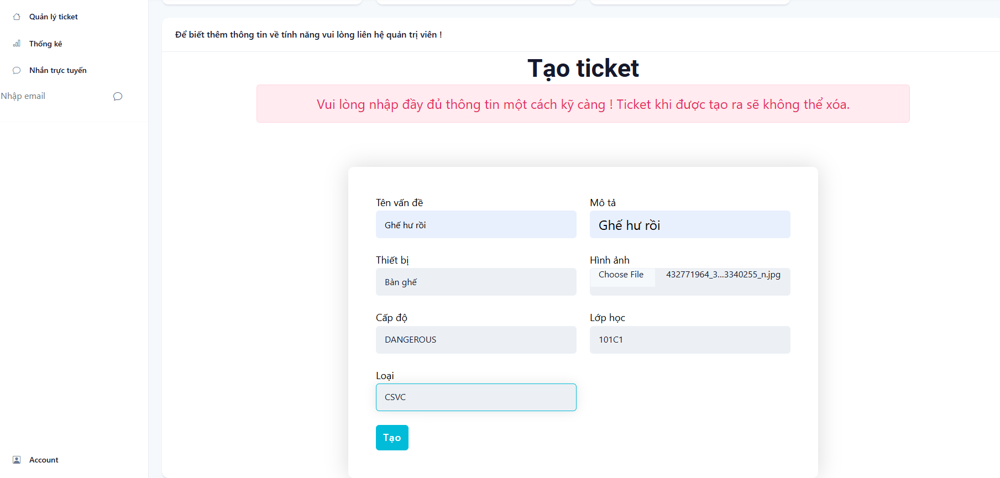 Quản lý ticket
Thống kê
Nhắn trực tuyến
Nhập email
Account
Để biết thêm thông tin về tính năng vui lòng liên hệ quản trị viên !
Tạo ticket
Vui lòng nhập đầy đủ thông tin một cách kỹ càng ! Ticket khi được tạo ra sẽ không thể xóa.
Tên vấn đề
Ghế hư rồi
Mô tả
Ghế hư rồi
Thiết bị
Bàn ghế
Hình ảnh
Choose File 432771964_3...3340255_n.jpg
Cấp độ
DANGEROUS
Lớp học
101C1
Loại
CSVC
Tạo